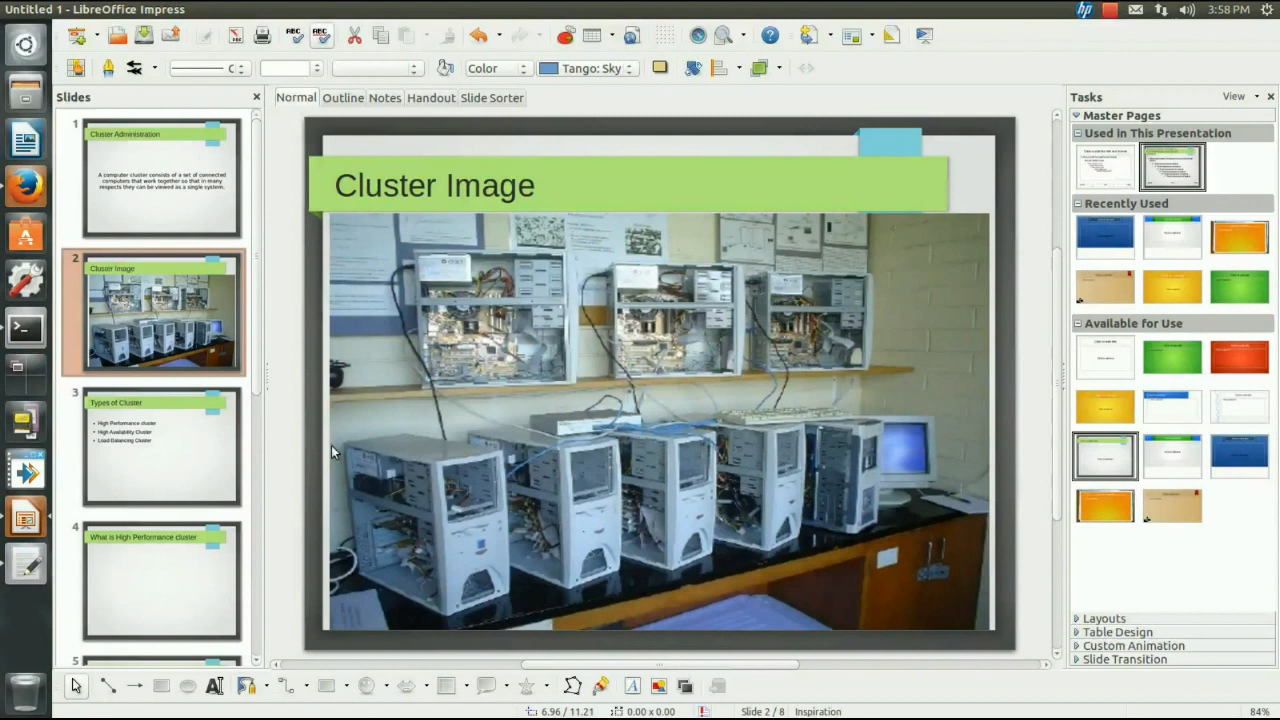 Untitled 1 - LibreOffice Impress
3:58 PM
Color
Tango: Sky
Slides
Normal
Outline
Notes
Handout
Slide Sorter
Tasks
View
Master Pages
Used in This Presentation
Recently Used
Available for Use
Layouts
Table Design
Custom Animation
Slide Transition
1
Cluster Administration
A computer cluster consists of a set of connected
computers that work together so that in many
respects they can be viewed as a single system.
2
Cluster Image
3
Types of Cluster
High Performance cluster
High Availability Cluster
Load Balancing Cluster
4
What is High Performance cluster
5
Cluster Image
6.96 / 11.21
0.00 x 0.00
Slide 2 / 8
Inspiration
84%